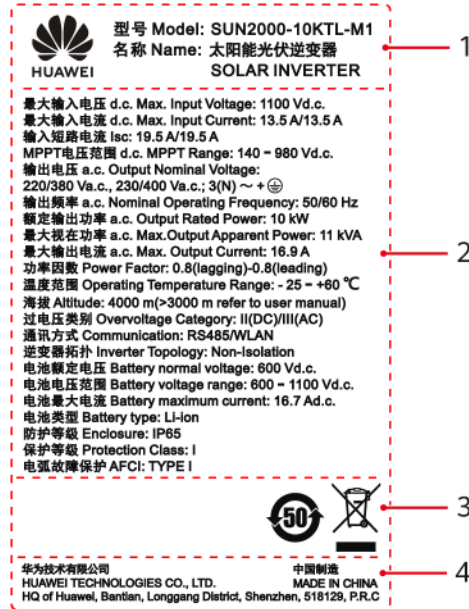 HUAWEI
型号 Model: SUN2000-10KTL-M1
名称 Name: 太阳能光伏逆变器
SOLAR INVERTER
1
最大输入电压 d.c. Max. Input Voltage: 1100 Vd.c.
最大输入电流 d.c. Max. Input Current: 13.5 A/13.5 A
输入短路电流 Isc: 19.5 A/19.5 A
MPPT电压范围 d.c. MPPT Range: 140 - 980 Vd.c.
输出电压 a.c. Output Nominal Voltage:
220/380 Va.c., 230/400 Va.c.; 3(N) ～ + ⏚
输出频率 a.c. Nominal Operating Frequency: 50/60 Hz
额定输出功率 a.c. Output Rated Power: 10 kW
最大视在功率 a.c. Max.Output Apparent Power: 11 kVA
最大输出电流 a.c. Max. Output Current: 16.9 A
功率因数 Power Factor: 0.8(lagging)-0.8(leading)
温度范围 Operating Temperature Range: - 25 - +60 ℃
海拔 Altitude: 4000 m(>3000 m refer to user manual)
过电压类别 Overvoltage Category: II(DC)/III(AC)
通讯方式 Communication: RS485/WLAN
逆变器拓扑 Inverter Topology: Non-Isolation
电池额定电压 Battery normal voltage: 600 Vd.c.
电池电压范围 Battery voltage range: 600 - 1100 Vd.c.
电池最大电流 Battery maximum current: 16.7 Ad.c.
电池类型 Battery type: Li-ion
防护等级 Enclosure: IP65
保护等级 Protection Class: I
电弧故障保护 AFCI: TYPE I
2
50
3
华为技术有限公司 中国制造
HUAWEI TECHNOLOGIES CO., LTD. MADE IN CHINA
HQ of Huawei, Bantian, Longgang District, Shenzhen, 518129, P.R.C
4